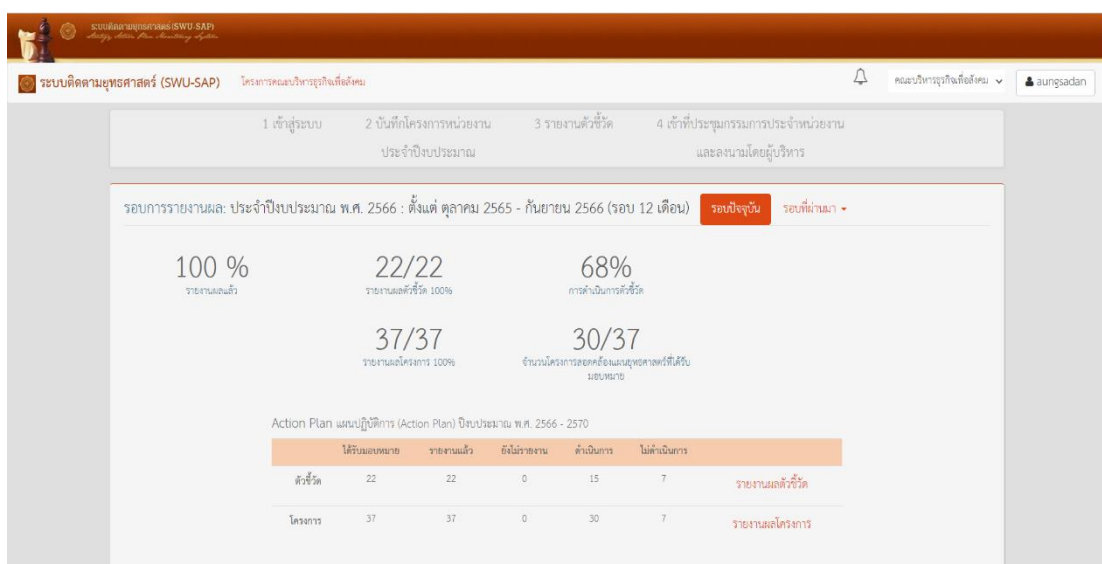 ระบบติดตามยุทธศาสตร์ (SWU-SAP)
Strategy Action Plan Monitoring System
ระบบติดตามยุทธศาสตร์ (SWU-SAP) โครงการคณะบริหารธุรกิจเพื่อสังคม คณะบริหารธุรกิจเพื่อสังคม aungsadan
1 เข้าสู่ระบบ 2 บันทึกโครงการหน่วยงาน 3 รายงานตัวชี้วัด 4 เข้าที่ประชุมกรรมการประจำหน่วยงาน
ประจำปีงบประมาณ และลงนามโดยผู้บริหาร
รอบการรายงานผล: ประจำปีงบประมาณ พ.ศ. 2566 : ตั้งแต่ ตุลาคม 2565 - กันยายน 2566 (รอบ 12 เดือน) รอบปัจจุบัน รอบที่ผ่านมา
100 % 22/22 68%
รายงานผลแล้ว รายงานผลตัวชี้วัด 100% การดำเนินการตัวชี้วัด
37/37 30/37
รายงานผลโครงการ 100% จำนวนโครงการสอดคล้องแผนยุทธศาสตร์ที่ได้รับ
มอบหมาย
Action Plan แผนปฏิบัติการ (Action Plan) ปีงบประมาณ พ.ศ. 2566 - 2570
ได้รับมอบหมาย รายงานแล้ว ยังไม่รายงาน ดำเนินการ ไม่ดำเนินการ
ตัวชี้วัด 22 22 0 15 7 รายงานผลตัวชี้วัด
โครงการ 37 37 0 30 7 รายงานผลโครงการ